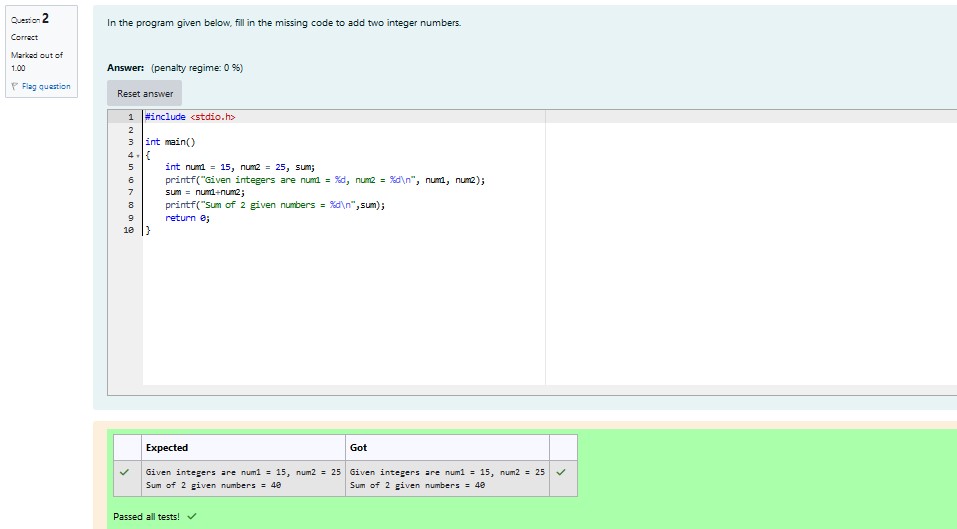 Question 2
Correct
Marked out of
1.00
Flag question
In the program given below, fill in the missing code to add two integer numbers.
Answer: (penalty regime: 0 %)
Reset answer
1 #include <stdio.h>
2
3 int main()
4 {
5 int num1 = 15, num2 = 25, sum;
6 printf("Given integers are num1 = %d, num2 = %d\n", num1, num2);
7 sum = num1+num2;
8 printf("Sum of 2 given numbers = %d\n",sum);
9 return 0;
10 }
Expected Got
Given integers are num1 = 15, num2 = 25 Given integers are num1 = 15, num2 = 25
Sum of 2 given numbers = 40 Sum of 2 given numbers = 40
Passed all tests!